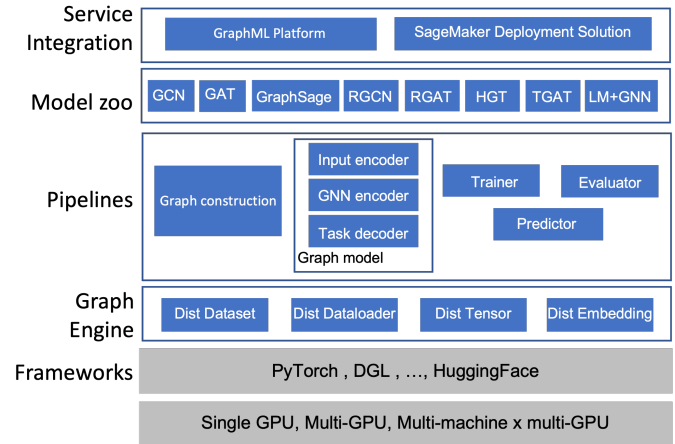 Service
Integration
GraphML Platform
SageMaker Deployment Solution
Model zoo
GCN
GAT
GraphSage
RGCN
RGAT
HGT
TGAT
LM+GNN
Pipelines
Graph construction
Input encoder
GNN encoder
Task decoder
Graph model
Trainer
Evaluator
Predictor
Graph
Engine
Dist Dataset
Dist Dataloader
Dist Tensor
Dist Embedding
Frameworks
PyTorch , DGL , …, HuggingFace
Single GPU, Multi-GPU, Multi-machine x multi-GPU